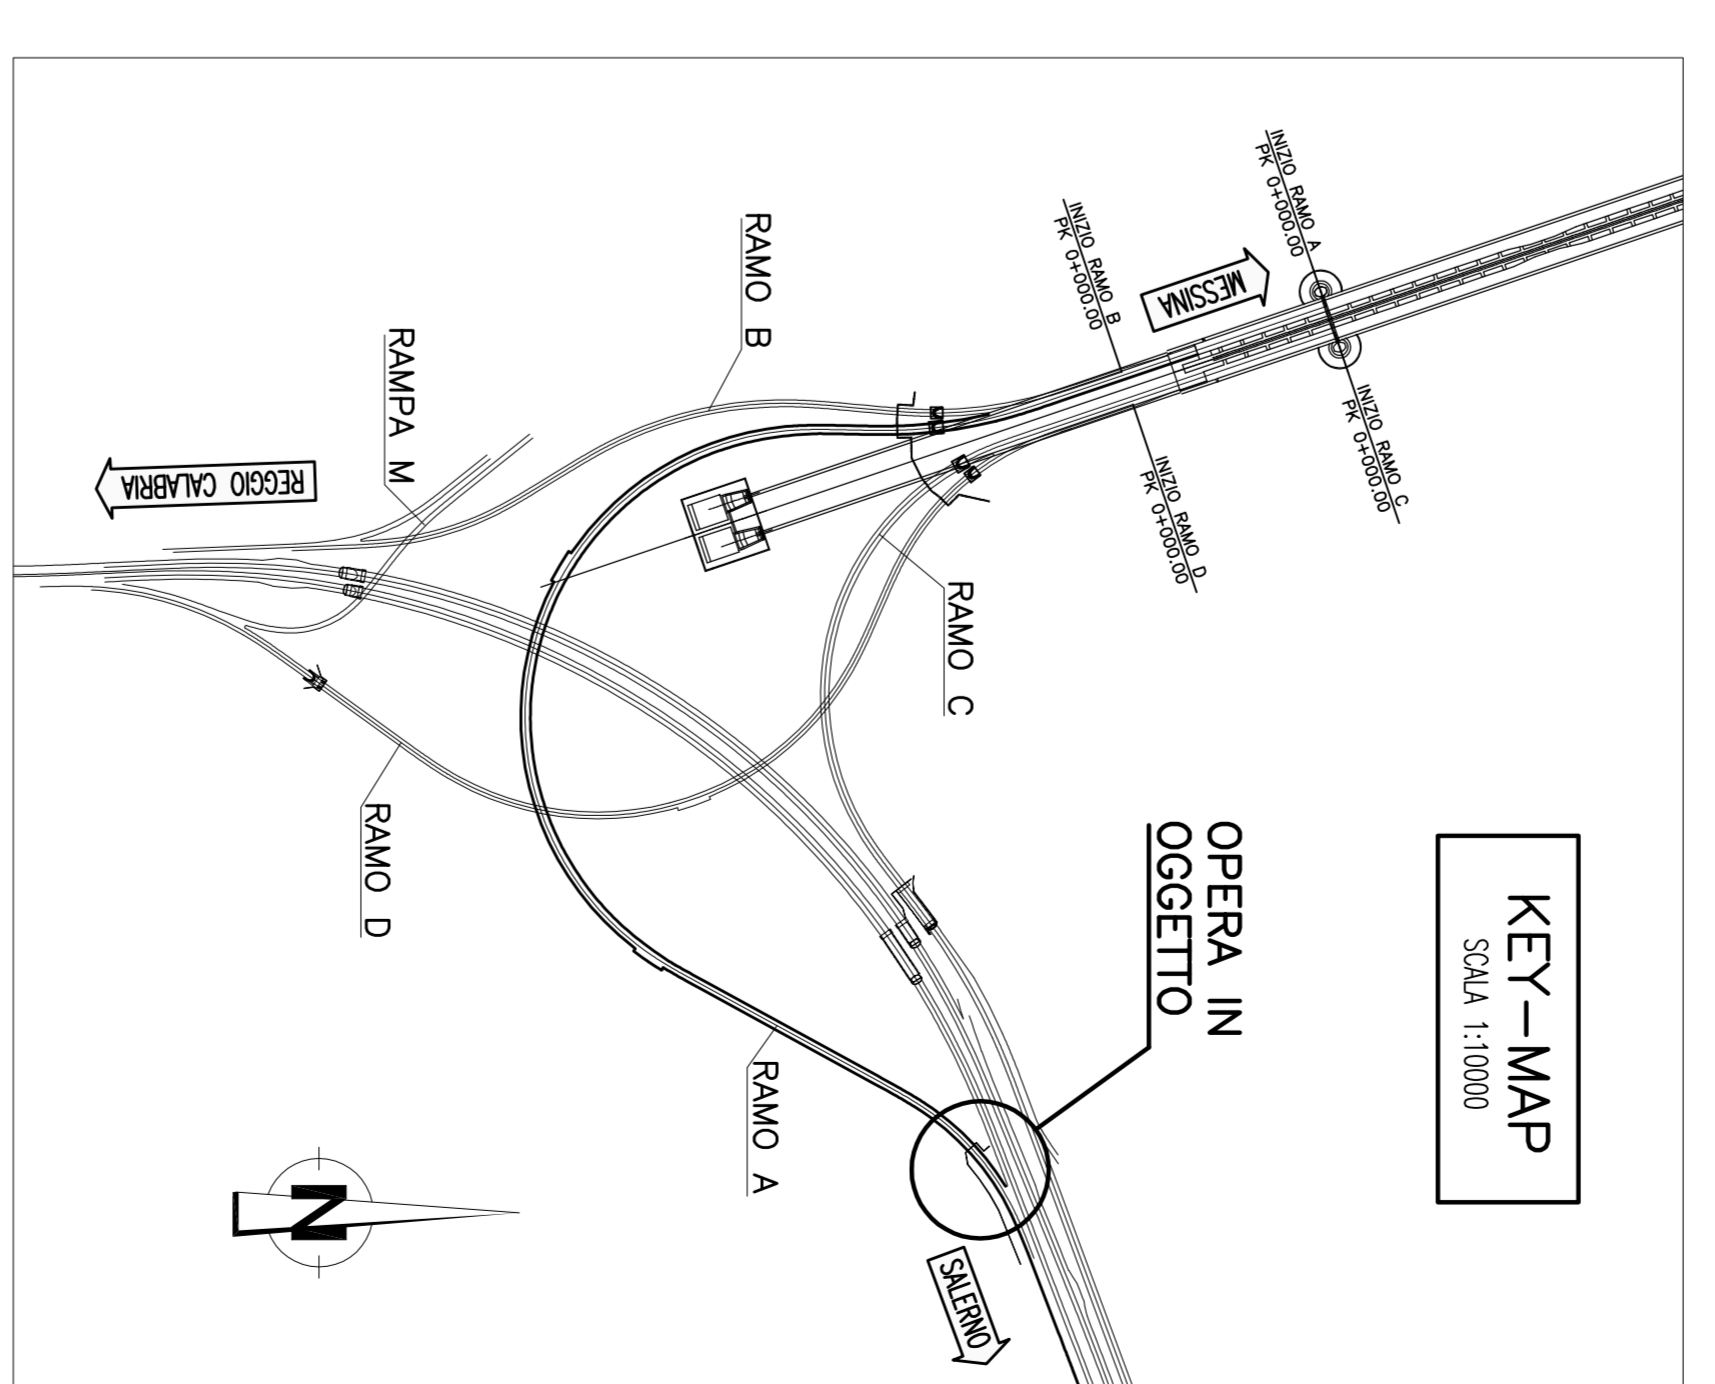 KEY-MAP
SCALA 1:10000
OPERA IN
OGGETTO
INIZIO RAMO A
PK 0+000.00
INIZIO RAMO C
PK 0+000.00
MESSINA
INIZIO RAMO B
PK 0+000.00
INIZIO RAMO D
PK 0+000.00
RAMO B
RAMO C
RAMPA M
REGGIO CALABRIA
RAMO D
RAMO A
SALERNO
N